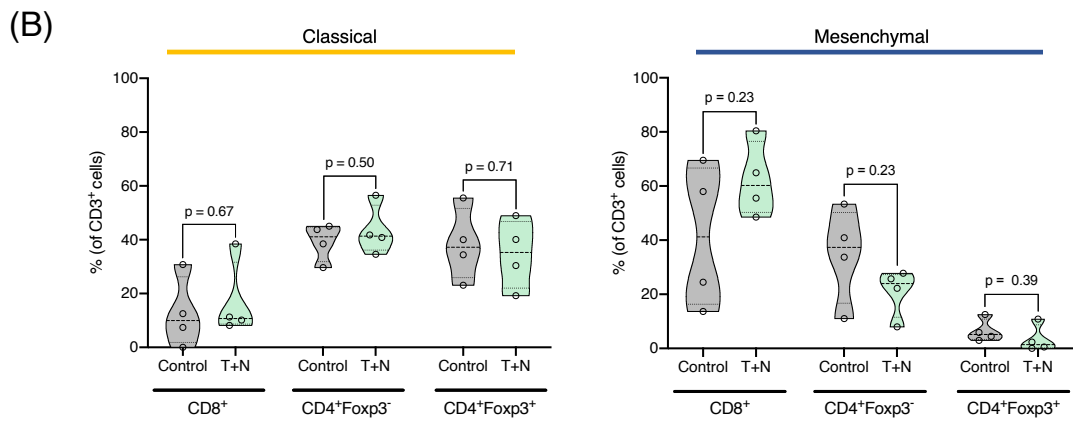 (B)
Classical
% (of CD3⁺ cells)
100
80
60
40
20
0
p = 0.67
p = 0.50
p = 0.71
Control T+N Control T+N Control T+N
CD8⁺ CD4⁺Foxp3⁻ CD4⁺Foxp3⁺
Mesenchymal
% (of CD3⁺ cells)
100
80
60
40
20
0
p = 0.23
p = 0.23
p = 0.39
Control T+N Control T+N Control T+N
CD8⁺ CD4⁺Foxp3⁻ CD4⁺Foxp3⁺